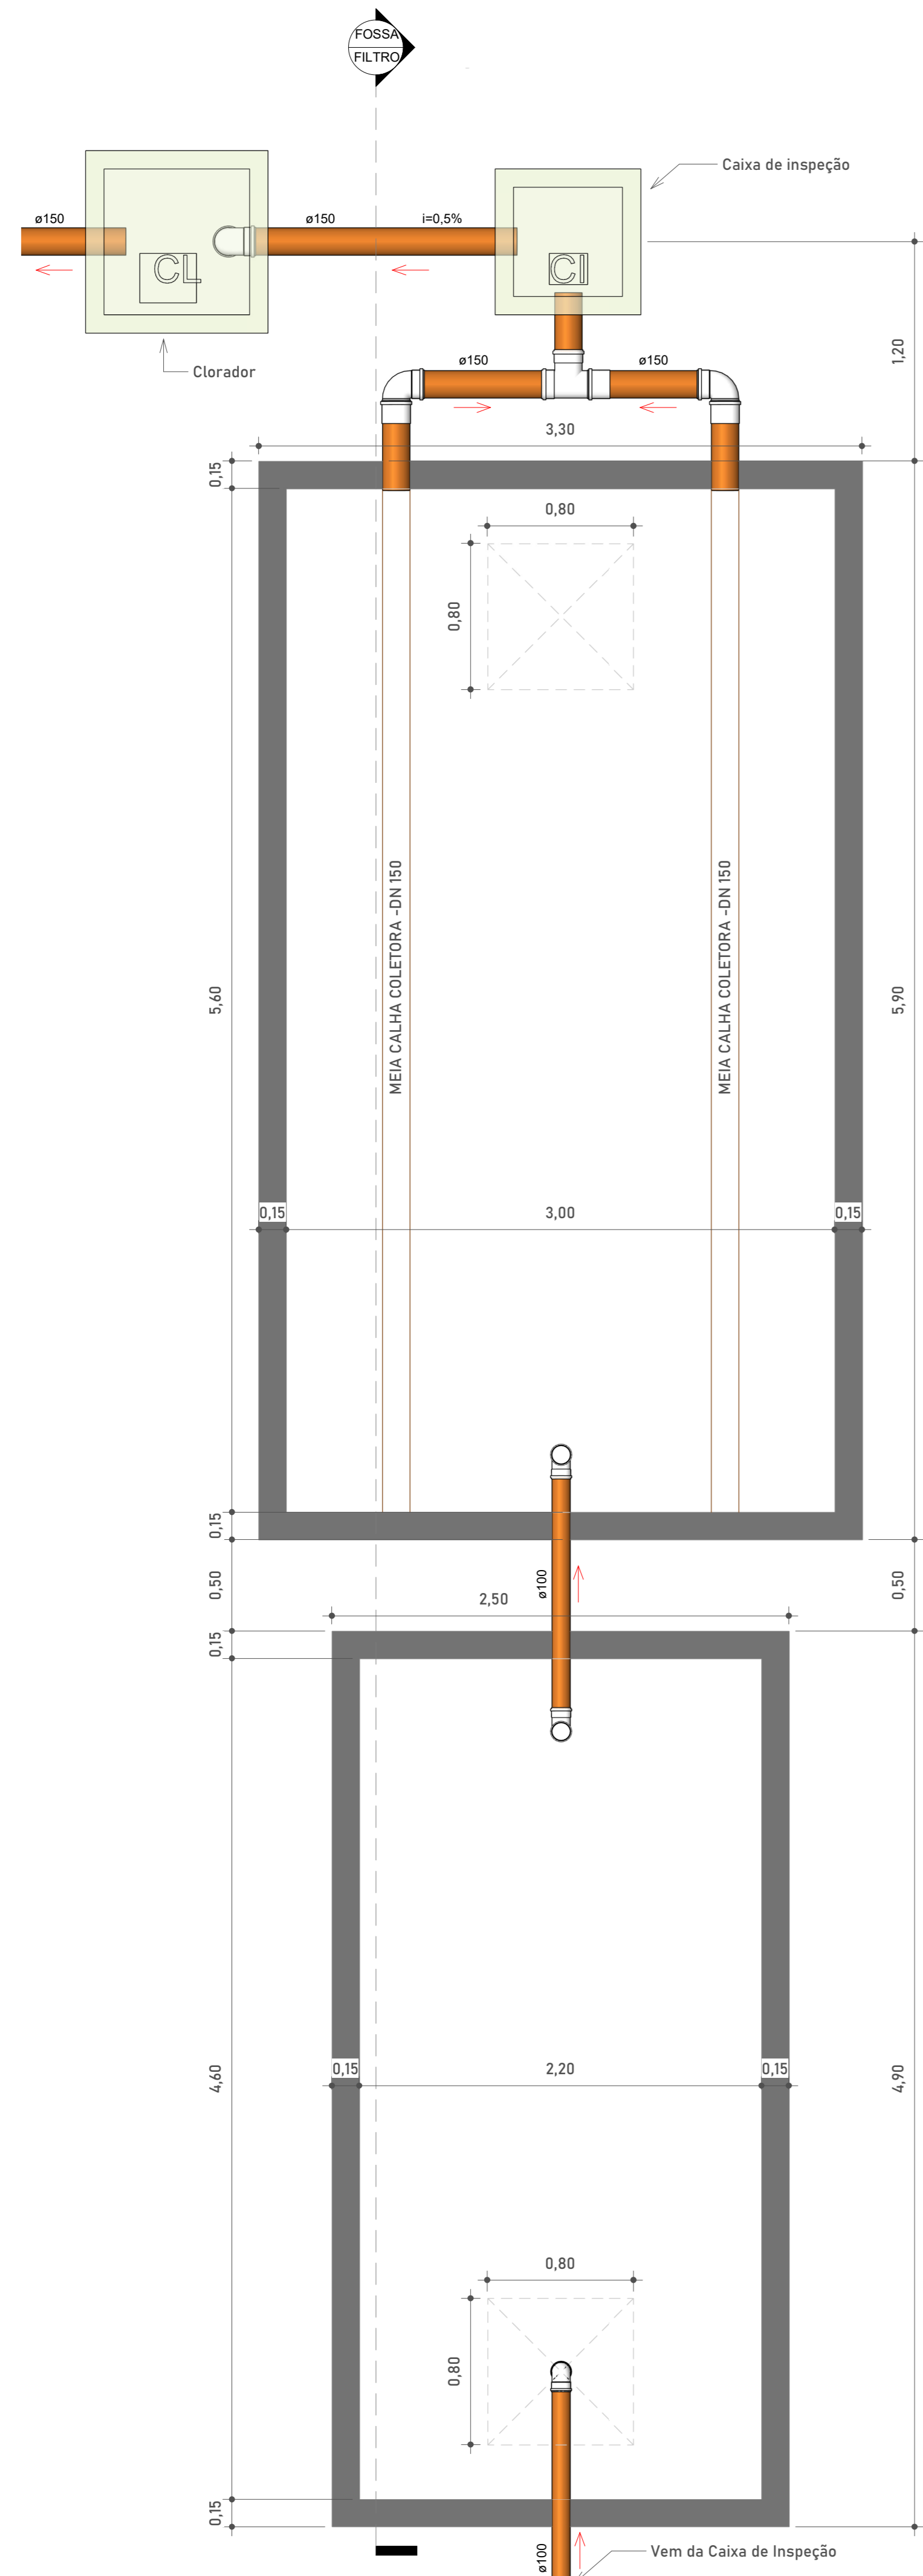 FOSSA
FILTRO
Caixa de inspeção
ø150
ø150
i=0,5%
CL
CI
1,20
Clorador
ø150
ø150
3,30
0,15
0,80
0,80
MEIA CALHA COLETORA -DN 150
MEIA CALHA COLETORA -DN 150
5,60
5,90
0,15
3,00
0,15
0,15
0,50
ø100
0,50
2,50
0,15
4,60
0,15
2,20
0,15
4,90
0,80
0,80
0,15
ø100
Vem da Caixa de Inspeção